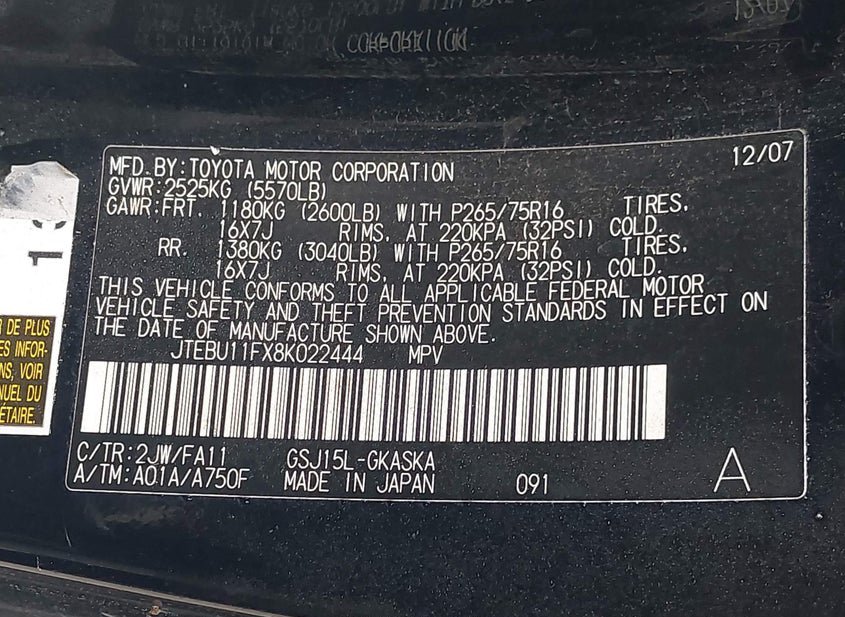 CORPORATION
MFD.BY:TOYOTA MOTOR CORPORATION 12/07
GVWR:2525KG (5570LB)
GAWR:FRT. 1180KG (2600LB) WITH P265/75R16 TIRES.
16X7J RIMS, AT 220KPA (32PSI) COLD.
RR. 1380KG (3040LB) WITH P265/75R16 TIRES.
16X7J RIMS, AT 220KPA (32PSI) COLD.
THIS VEHICLE CONFORMS TO ALL APPLICABLE FEDERAL MOTOR
VEHICLE SAFETY AND THEFT PREVENTION STANDARDS IN EFFECT ON
THE DATE OF MANUFACTURE SHOWN ABOVE.
JTEBU11FX8K022444 MPV
C/TR:2JW/FA11 GSJ15L-GKASKA
A/TM:A01A/A750F MADE IN JAPAN 091 A
DE PLUS
ES INFOR-
NS, VOIR
NUEL DU
ÉTAIRE.